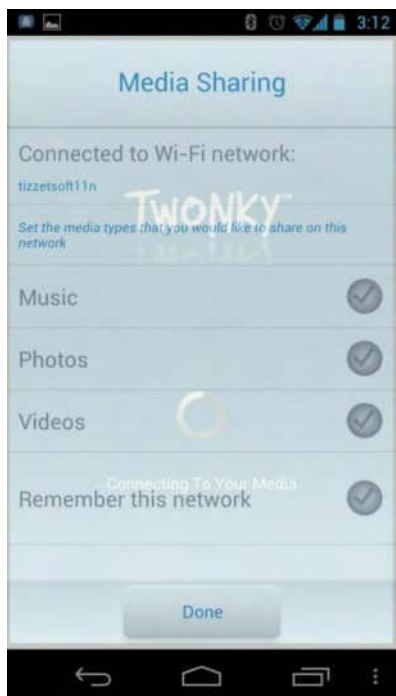 3:12
Media Sharing
Connected to Wi-Fi network:
tizzetsoft11n
TWONKY™
Set the media types that you would like to share on this
network
Music
Photos
Videos
Connecting To Your Media
Remember this network
Done